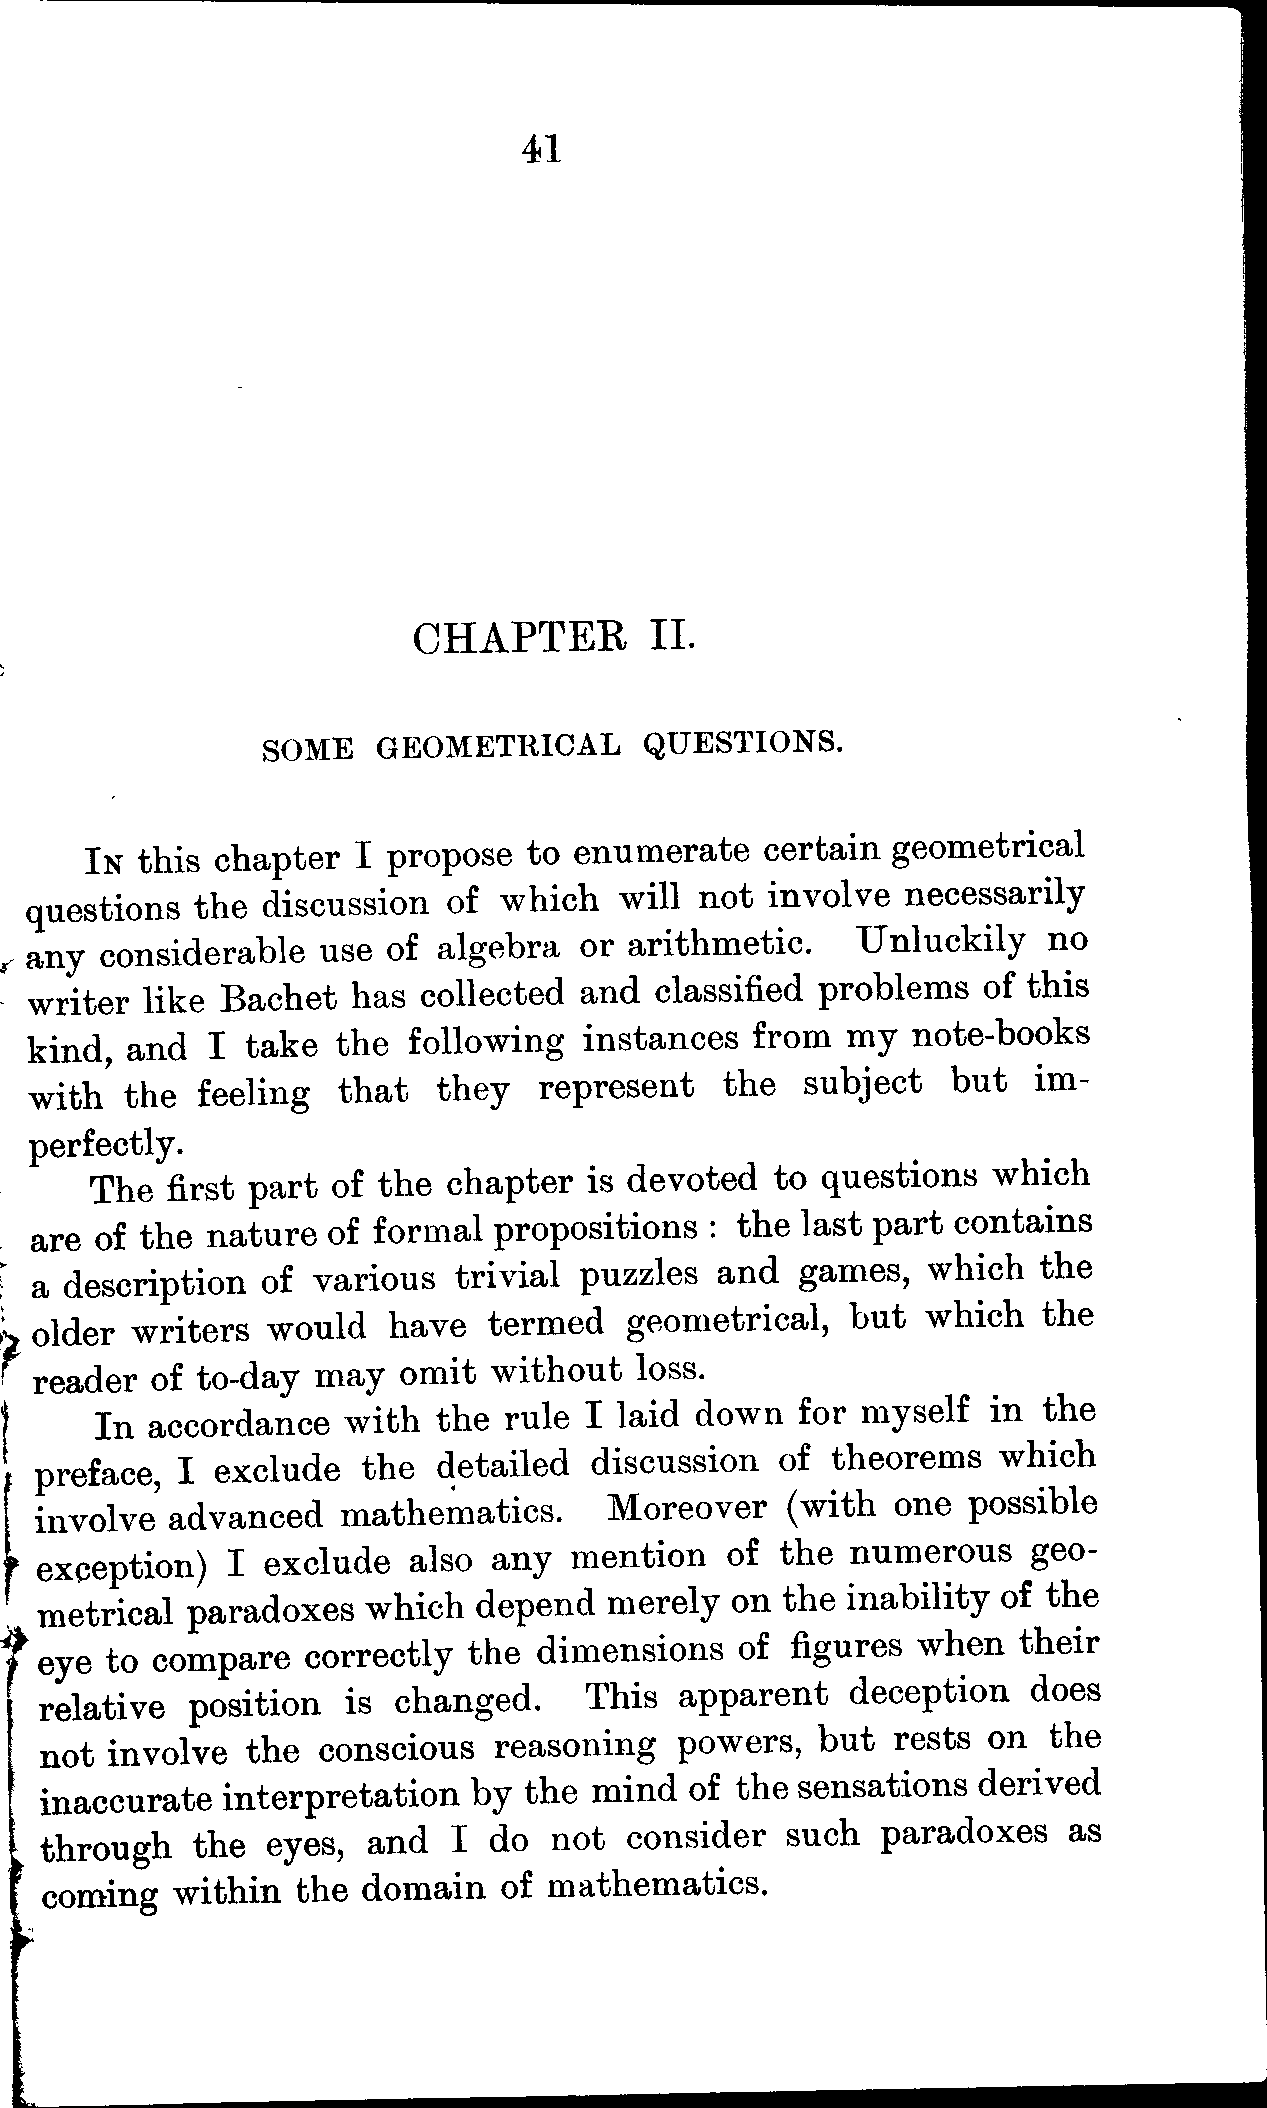 41
CHAPTER II.
SOME GEOMETRICAL QUESTIONS.
IN this chapter I propose to enumerate certain geometrical
questions the discussion of which will not involve necessarily
any considerable use of algebra or arithmetic. Unluckily no
writer like Bachet has collected and classified problems of this
kind, and I take the following instances from my note-books
with the feeling that they represent the subject but im-
perfectly.
The first part of the chapter is devoted to questions which
are of the nature of formal propositions : the last part contains
a description of various trivial puzzles and games, which the
older writers would have termed geometrical, but which the
reader of to-day may omit without loss.
In accordance with the rule I laid down for myself in the
preface, I exclude the detailed discussion of theorems which
involve advanced mathematics. Moreover (with one possible
exception) I exclude also any mention of the numerous geo-
metrical paradoxes which depend merely on the inability of the
eye to compare correctly the dimensions of figures when their
relative position is changed. This apparent deception does
not involve the conscious reasoning powers, but rests on the
inaccurate interpretation by the mind of the sensations derived
through the eyes, and I do not consider such paradoxes as
coming within the domain of mathematics.